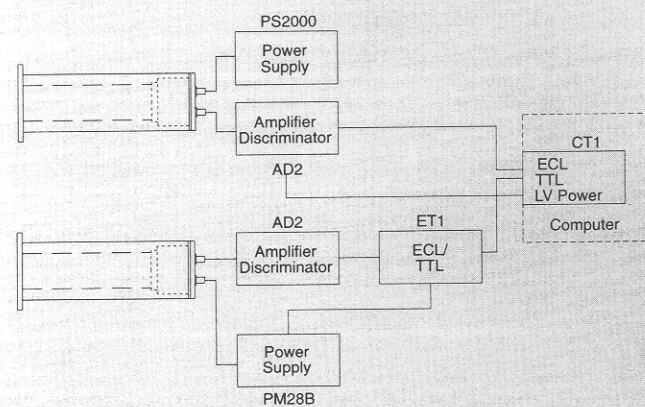 PS2000
Power
Supply
Amplifier
Discriminator
AD2
CT1
ECL
TTL
LV Power
Computer
AD2
Amplifier
Discriminator
ET1
ECL/
TTL
Power
Supply
PM28B